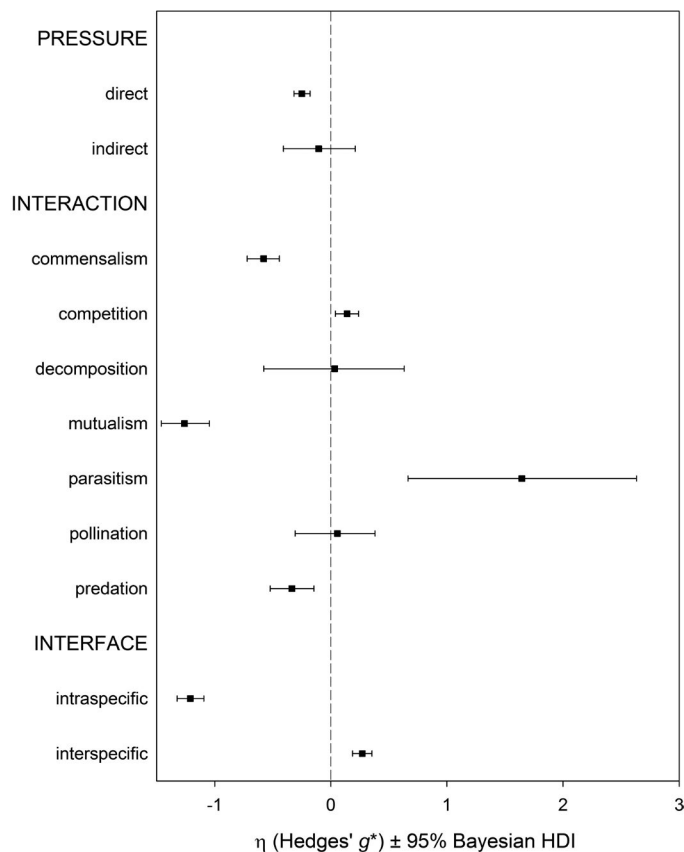 PRESSURE
direct
indirect
INTERACTION
commensalism
competition
decomposition
mutualism
parasitism
pollination
predation
INTERFACE
intraspecific
interspecific
-1 0 1 2 3
η (Hedges' g*) ± 95% Bayesian HDI